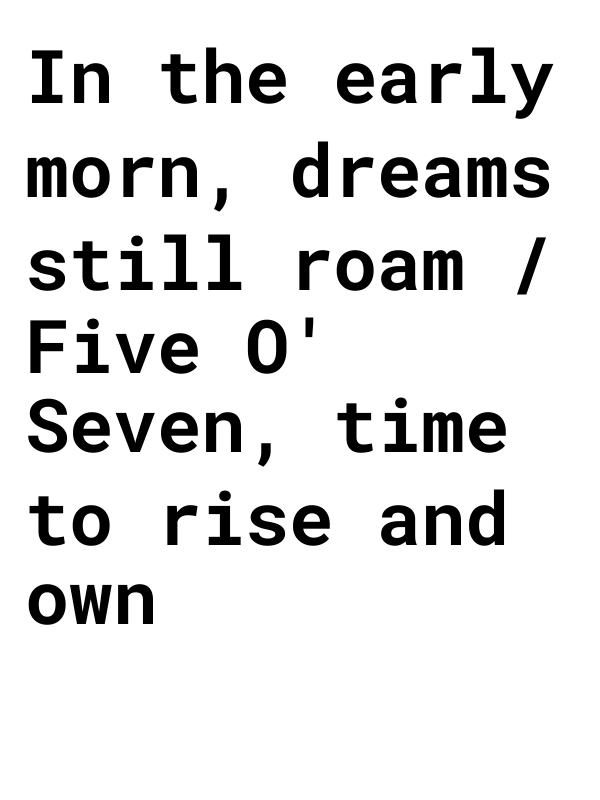 In the early
morn, dreams
still roam /
Five O'
Seven, time
to rise and
own